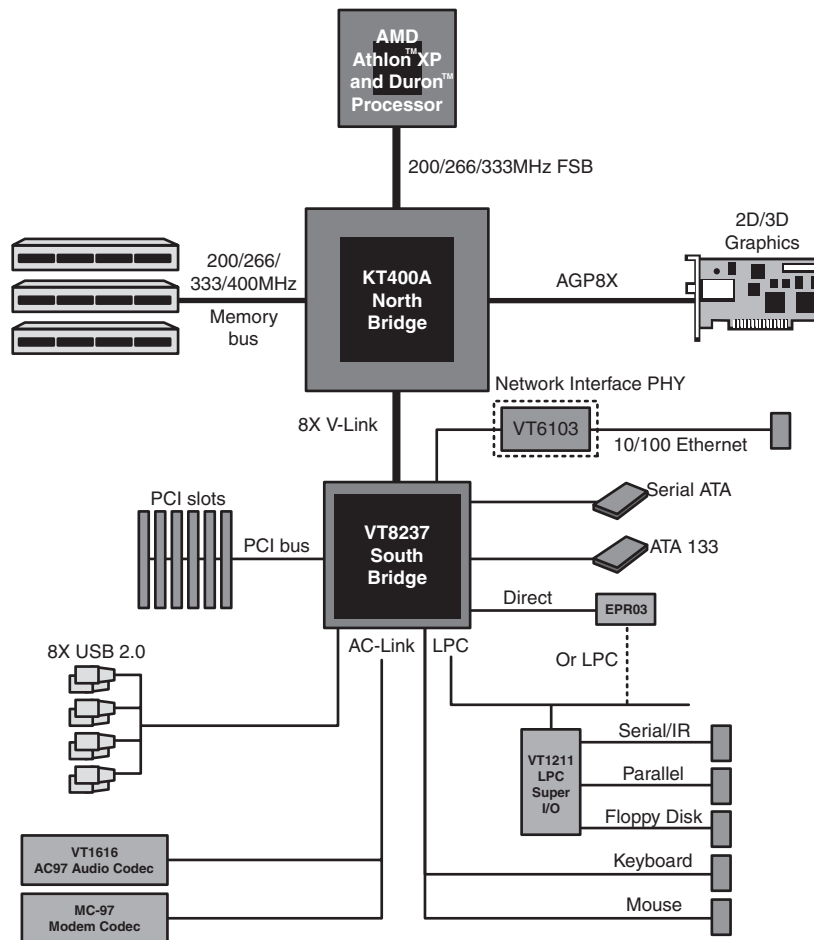 AMD
Athlon™XP
and Duron™
Processor
200/266/333MHz FSB
2D/3D
Graphics
200/266/
333/400MHz
Memory
bus
KT400A
North
Bridge
AGP8X
Network Interface PHY
8X V-Link
VT6103
10/100 Ethernet
PCI slots
Serial ATA
PCI bus
VT8237
South
Bridge
ATA 133
Direct
EPR03
8X USB 2.0
AC-Link
LPC
Or LPC
VT1211
LPC
Super
I/O
Serial/IR
Parallel
Floppy Disk
VT1616
AC97 Audio Codec
Keyboard
MC-97
Modem Codec
Mouse